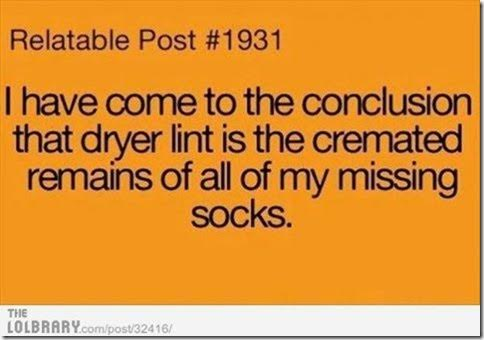 Relatable Post #1931
I have come to the conclusion
that dryer lint is the cremated
remains of all of my missing
socks.
THE
LOLBRARY.com/post/32416/